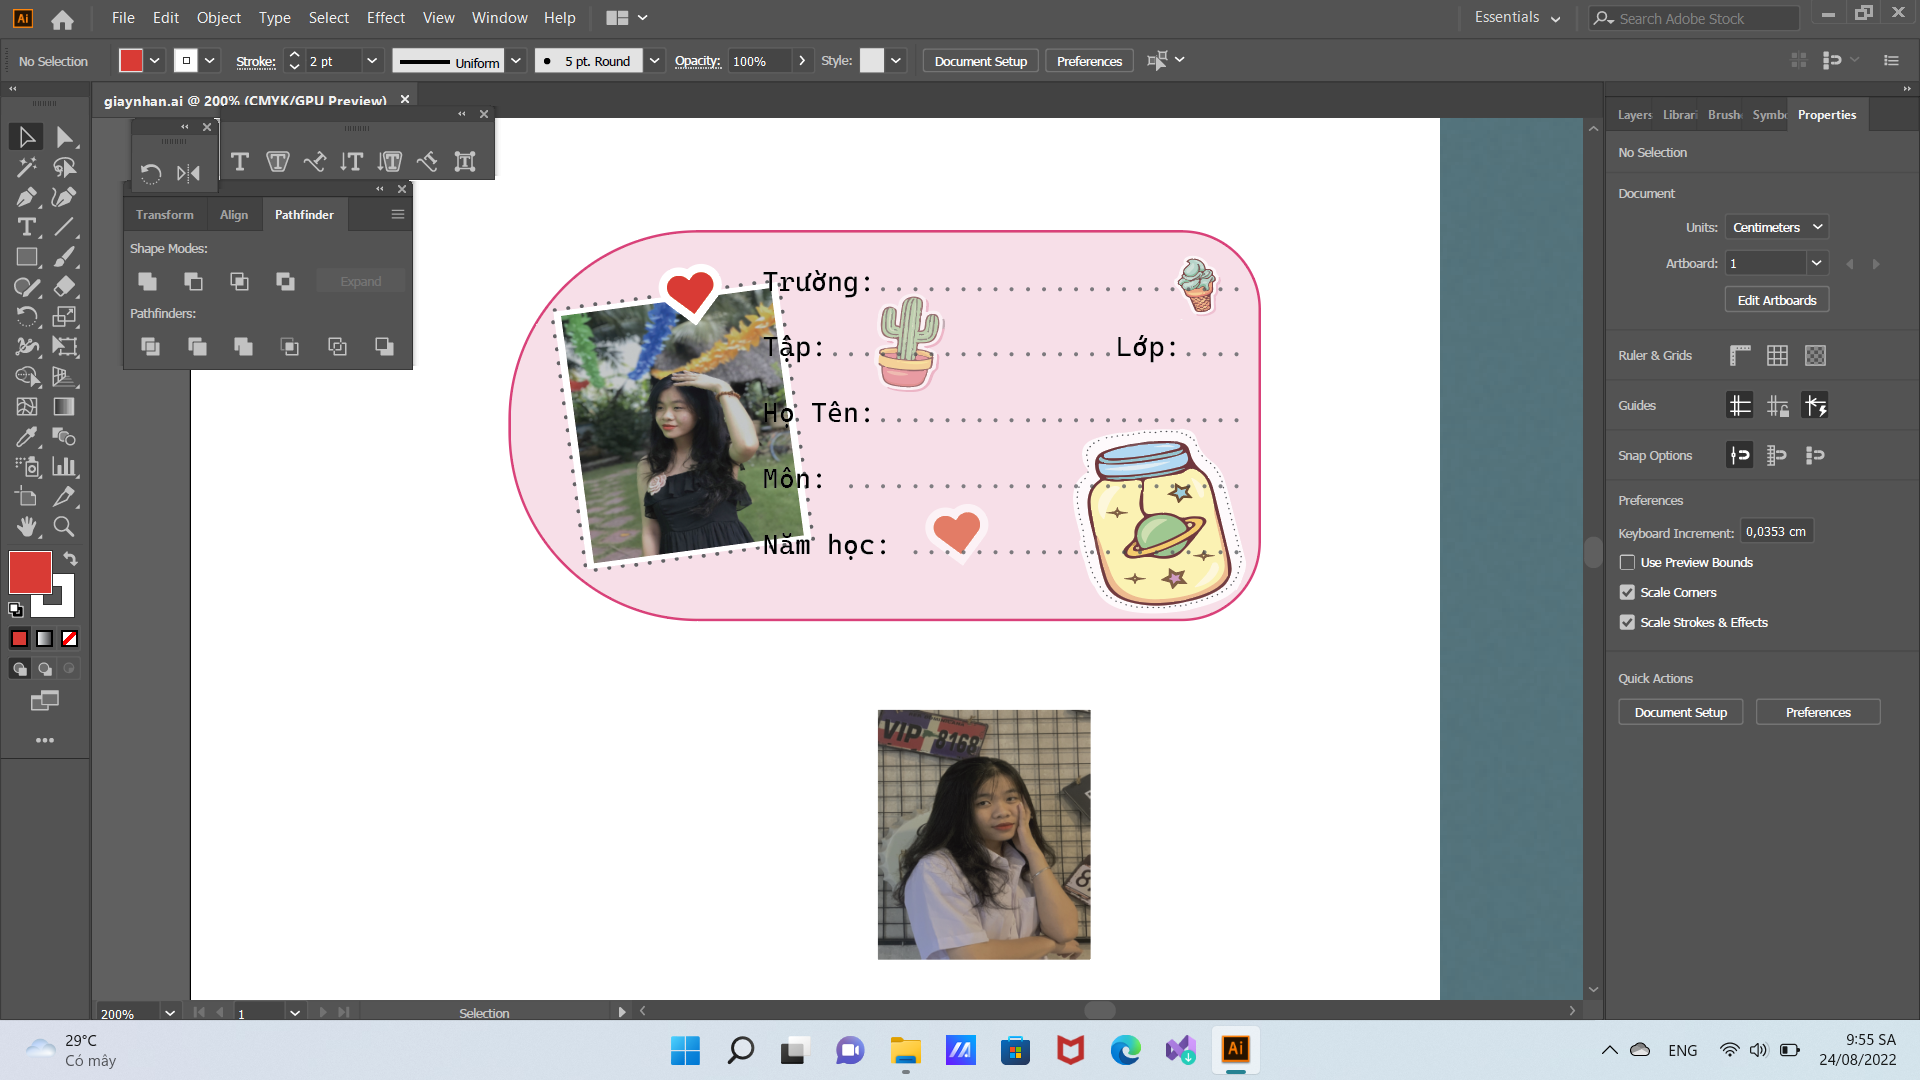 File Edit Object Type Select Effect View Window Help
Essentials
Search Adobe Stock
No Selection
Stroke:
2 pt
Uniform
5 pt. Round
Opacity:
100%
Style:
Document Setup
Preferences
giaynhan.ai @ 200% (CMYK/GPU Preview)
Transform Align Pathfinder
Shape Modes:
Expand
Pathfinders:
Trường:
Tập:
Lớp:
Họ Tên:
Môn:
Năm học:
VIP 8168
Layers Librari Brush Symbo Properties
No Selection
Document
Units: Centimeters
Artboard: 1
Edit Artboards
Ruler & Grids
Guides
Snap Options
Preferences
Keyboard Increment: 0,0353 cm
Use Preview Bounds
Scale Corners
Scale Strokes & Effects
Quick Actions
Document Setup
Preferences
200%
1
Selection
29°C
Có mây
ENG
9:55 SA
24/08/2022